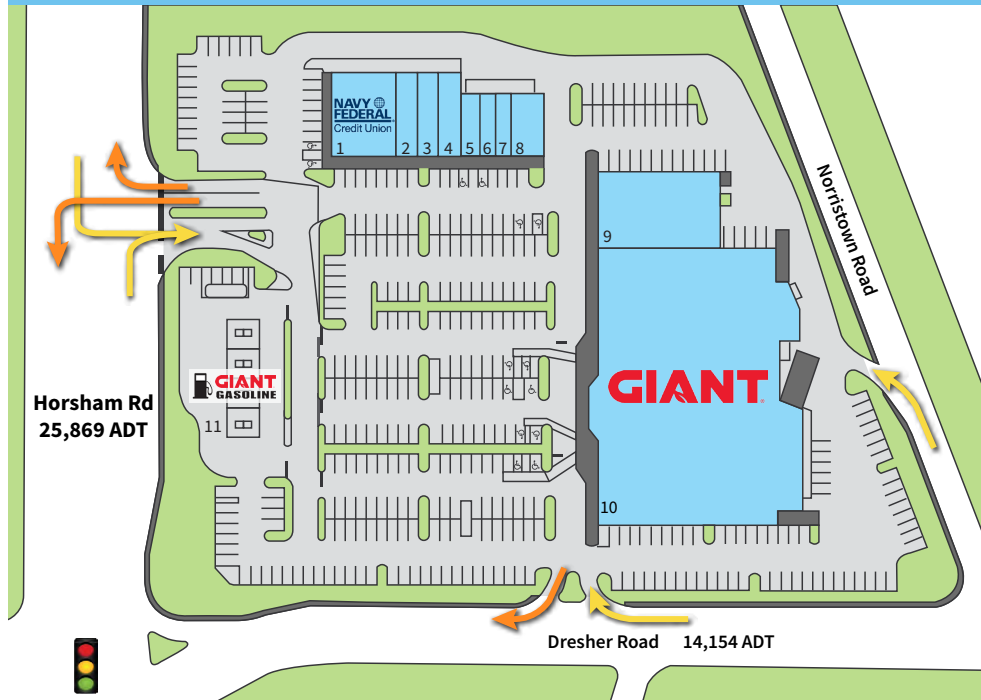 NAVY
FEDERAL
Credit Union
1
2
3
4
5
6
7
8
9
Norristown Road
GIANT
GIANT
GASOLINE
Horsham Rd
25,869 ADT
11
10
Dresher Road 14,154 ADT